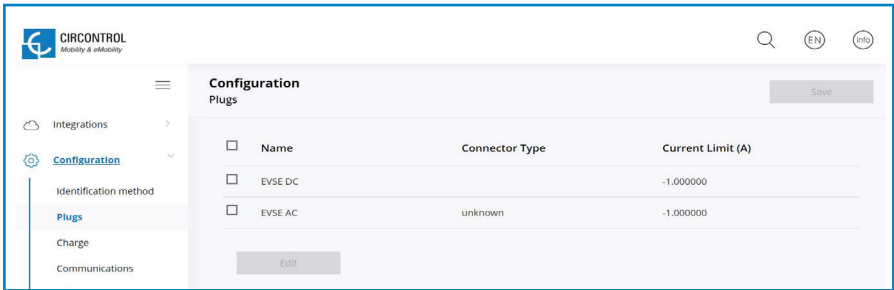 CIRCONTROL
Mobility & eMobility
EN
info
Configuration
Plugs
Save
Integrations
Configuration
Identification method
Plugs
Charge
Communications
Name Connector Type Current Limit (A)
EVSE DC -1.000000
EVSE AC unknown -1.000000
Edit